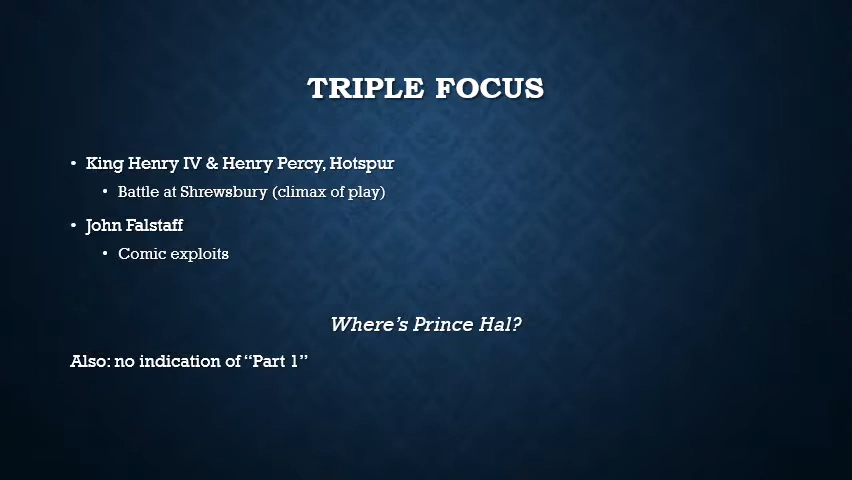 TRIPLE FOCUS
• King Henry IV & Henry Percy, Hotspur
• Battle at Shrewsbury (climax of play)
• John Falstaff
• Comic exploits
Where's Prince Hal?
Also: no indication of “Part 1”